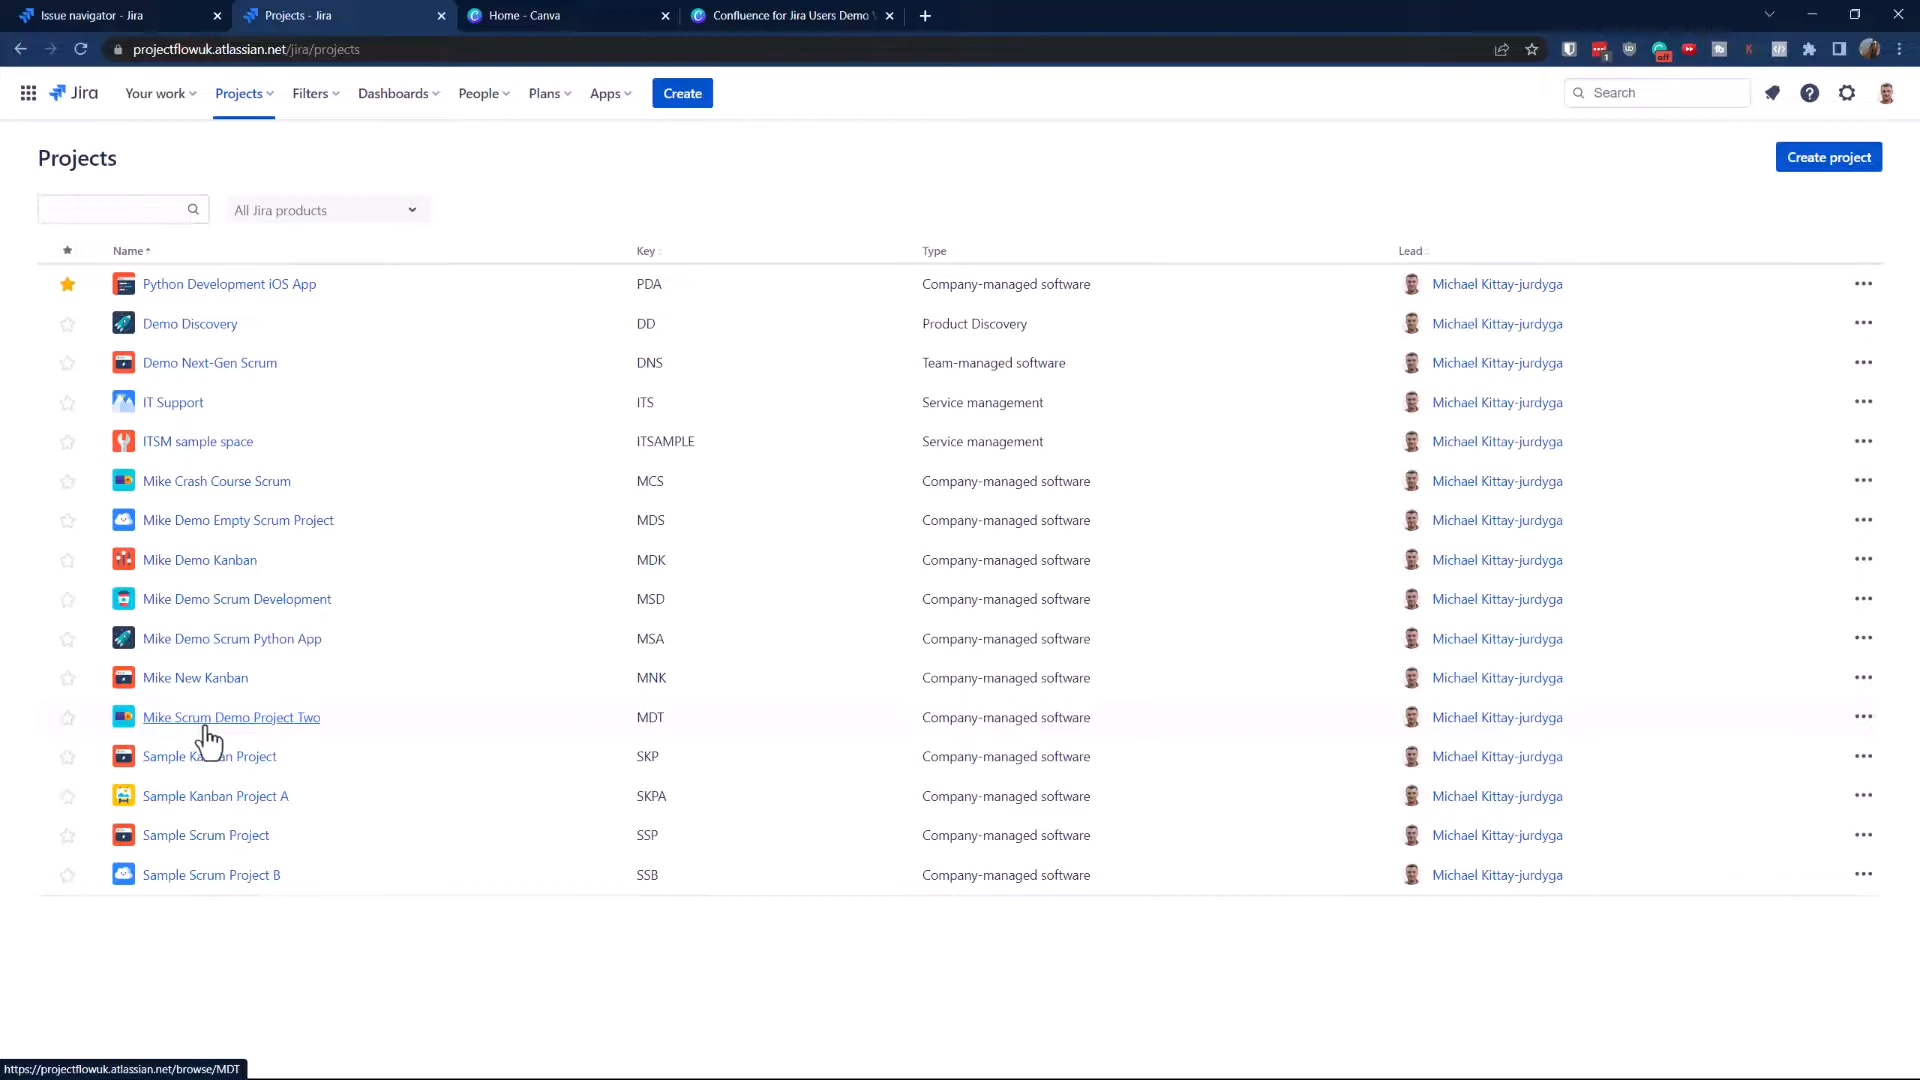 Issue navigator - Jira
Projects - Jira
Home - Canva
Confluence for Jira Users Demo
projectflowuk.atlassian.net/jira/projects
1
off
Jira
Your work
Projects
Filters
Dashboards
People
Plans
Apps
Create
Search
Projects
Create project
All Jira products
Name Key Type Lead
Python Development iOS App PDA Company-managed software Michael Kittay-jurdyga
Demo Discovery DD Product Discovery Michael Kittay-jurdyga
Demo Next-Gen Scrum DNS Team-managed software Michael Kittay-jurdyga
IT Support ITS Service management Michael Kittay-jurdyga
ITSM sample space ITSAMPLE Service management Michael Kittay-jurdyga
Mike Crash Course Scrum MCS Company-managed software Michael Kittay-jurdyga
Mike Demo Empty Scrum Project MDS Company-managed software Michael Kittay-jurdyga
Mike Demo Kanban MDK Company-managed software Michael Kittay-jurdyga
Mike Demo Scrum Development MSD Company-managed software Michael Kittay-jurdyga
Mike Demo Scrum Python App MSA Company-managed software Michael Kittay-jurdyga
Mike New Kanban MNK Company-managed software Michael Kittay-jurdyga
Mike Scrum Demo Project Two MDT Company-managed software Michael Kittay-jurdyga
Sample Kanban Project SKP Company-managed software Michael Kittay-jurdyga
Sample Kanban Project A SKPA Company-managed software Michael Kittay-jurdyga
Sample Scrum Project SSP Company-managed software Michael Kittay-jurdyga
Sample Scrum Project B SSB Company-managed software Michael Kittay-jurdyga
https://projectflowuk.atlassian.net/browse/MDT